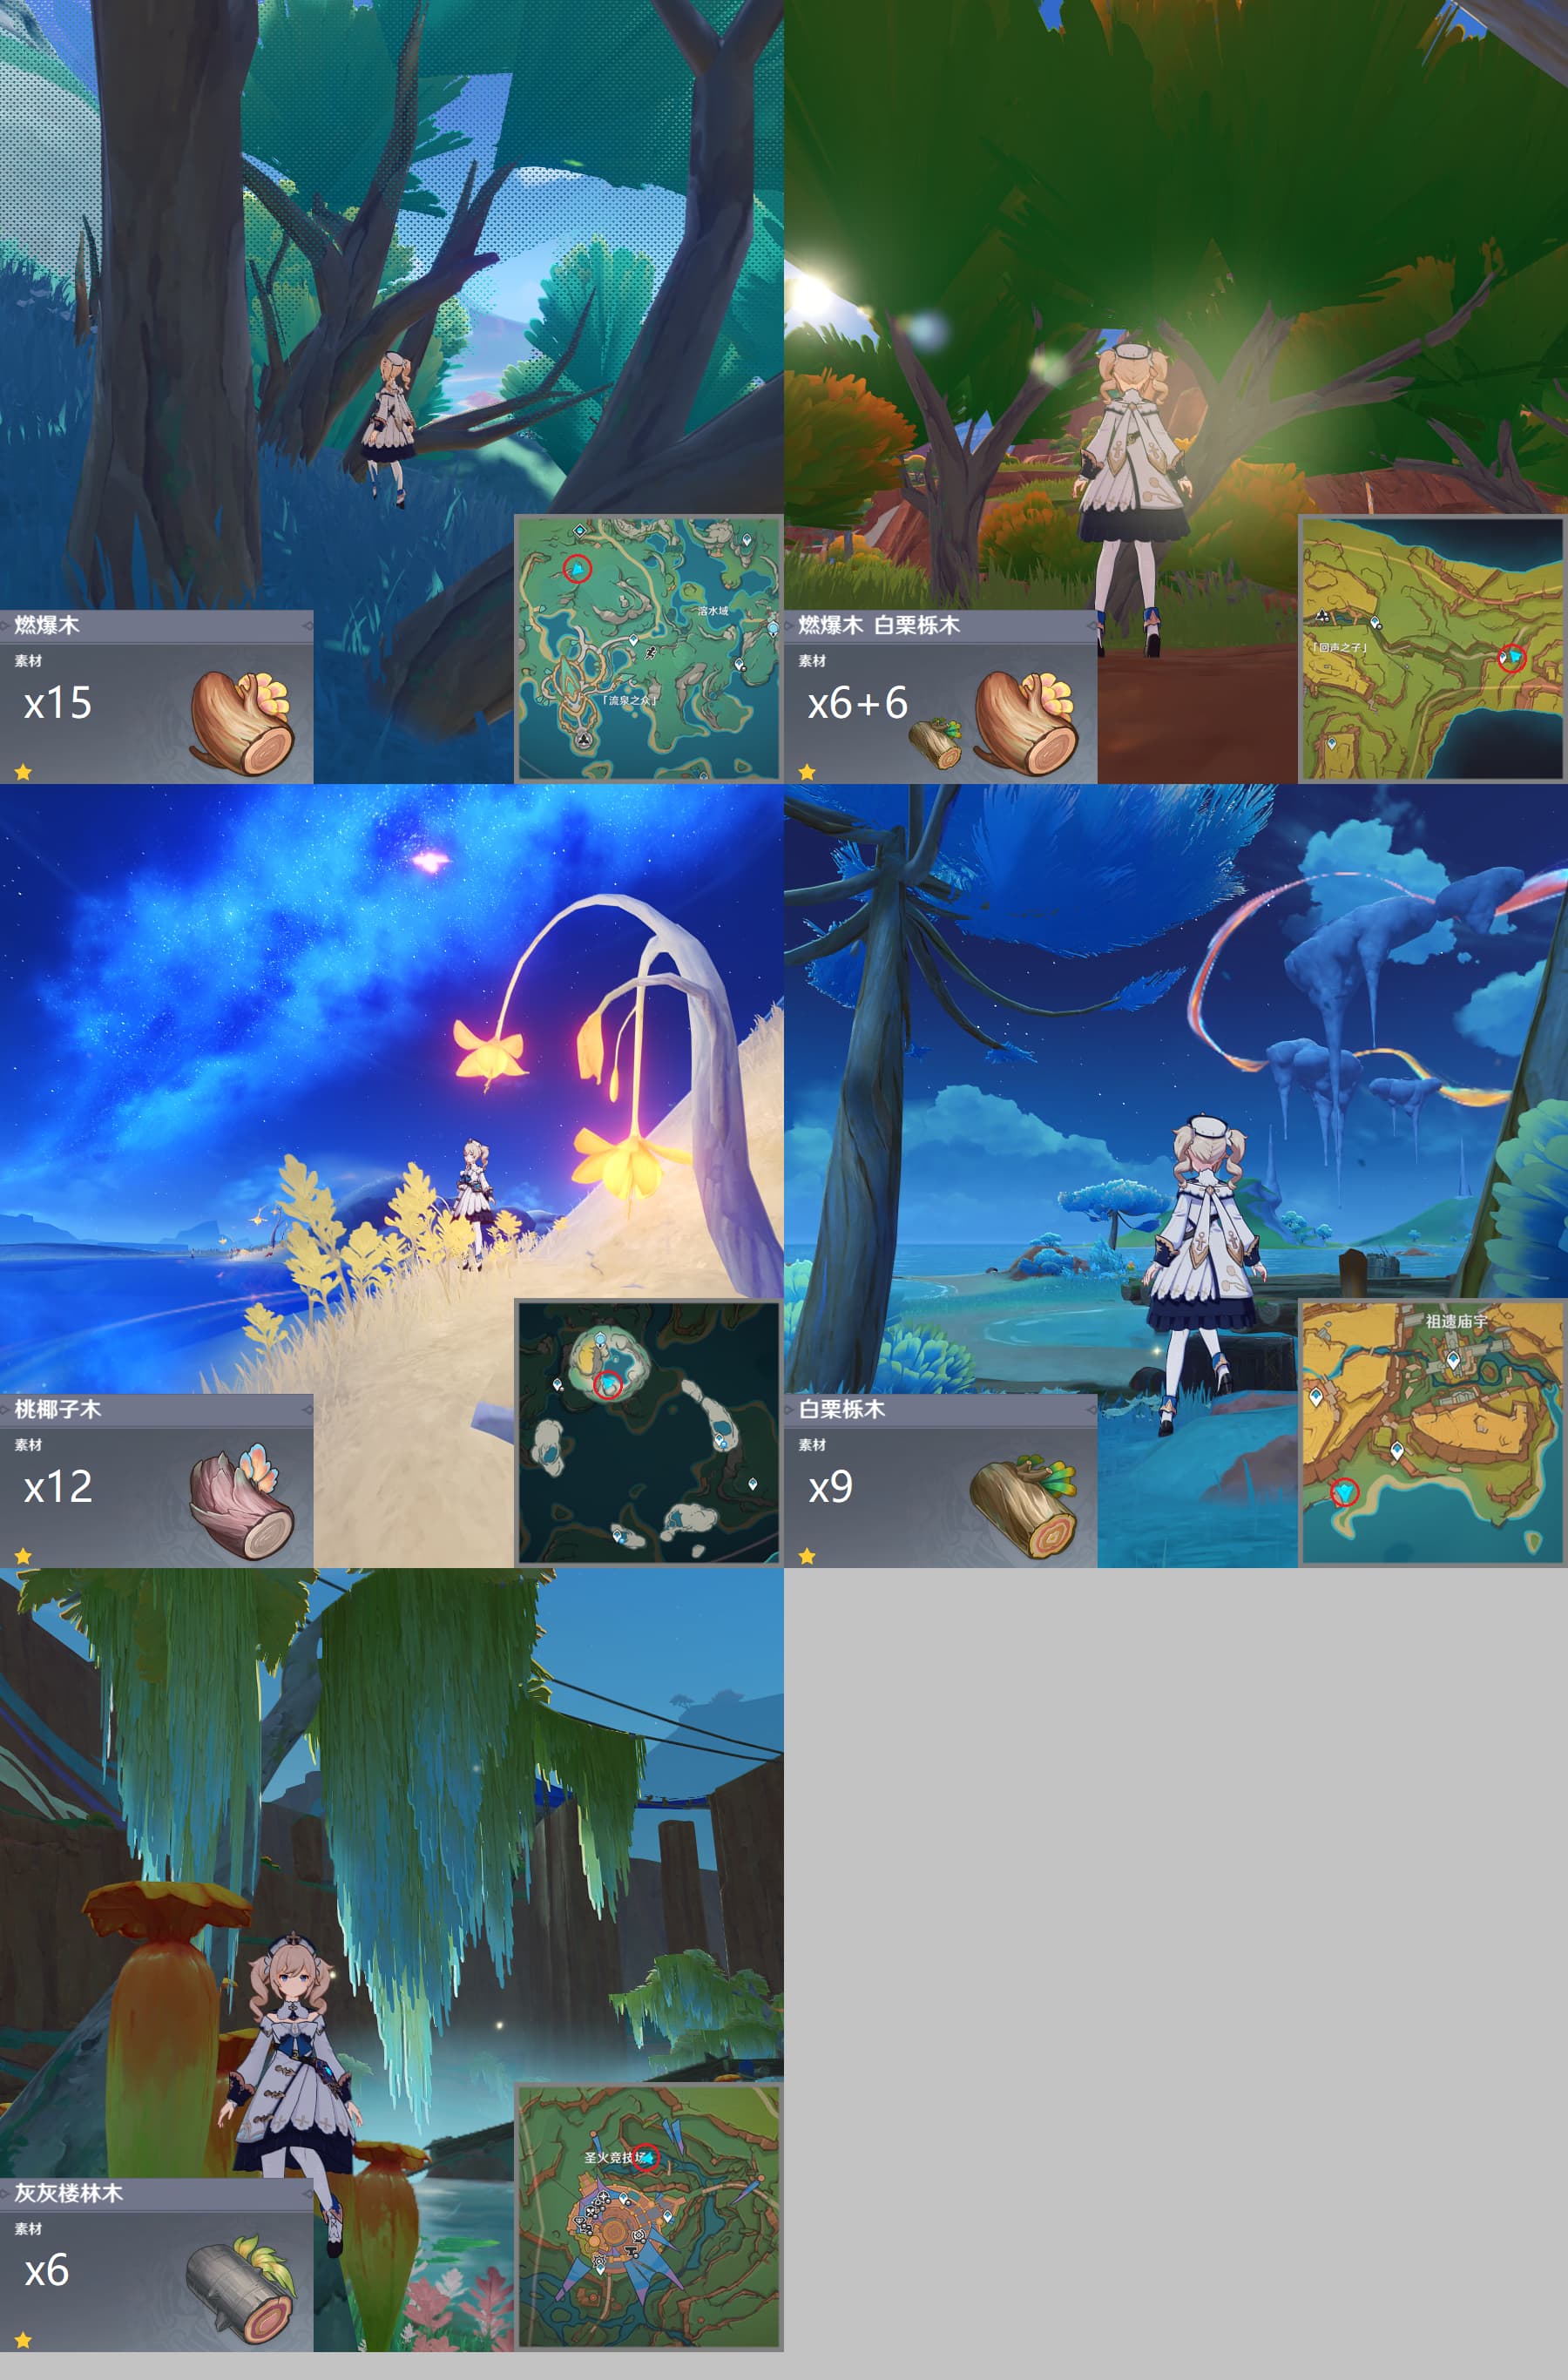 溶水域
「流泉之众」
燃爆木
素材
x15
「回声之子」
燃爆木 白栗栎木
素材
x6+6
桃椰子木
素材
x12
祖遗庙宇
白栗栎木
素材
x9
圣火竞技场
灰灰楼林木
素材
x6